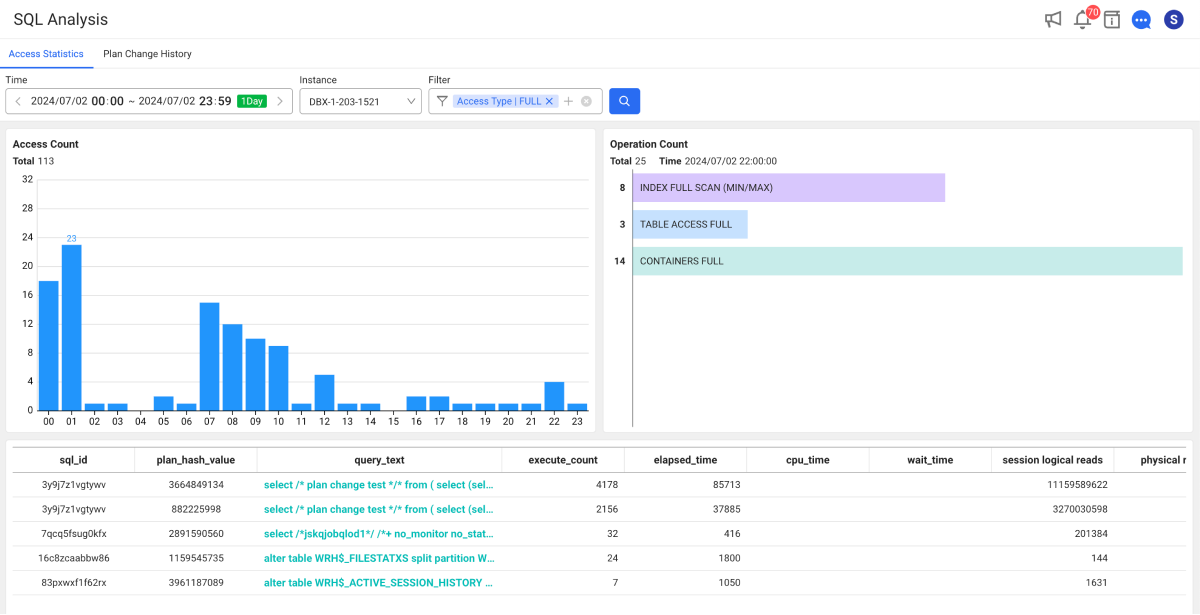 SQL Analysis
70
S
Access Statistics Plan Change History
Time Instance Filter
2024/07/02 00:00 ~ 2024/07/02 23:59 1Day DBX-1-203-1521 Access Type | FULL
Access Count
Total 113
32
28
24
20
16
12
8
4
0
23
00 01 02 03 04 05 06 07 08 09 10 11 12 13 14 15 16 17 18 19 20 21 22 23
Operation Count
Total 25 Time 2024/07/02 22:00:00
8 INDEX FULL SCAN (MIN/MAX)
3 TABLE ACCESS FULL
14 CONTAINERS FULL
sql_id plan_hash_value query_text execute_count elapsed_time cpu_time wait_time session logical reads physical r
3y9j7z1vgtywv 3664849134 select /* plan change test */* from ( select (sel... 4178 85713 11159589622
3y9j7z1vgtywv 882225998 select /* plan change test */* from ( select (sel... 2156 37885 3270030598
7qcq5fsug0kfx 2891590560 select /*jskqjobqlod1*/ /*+ no_monitor no_stat... 32 416 201384
16c8zcaabbw86 1159545735 alter table WRH$_FILESTATXS split partition W... 24 1800 144
83pxwxf1f62rx 3961187089 alter table WRH$_ACTIVE_SESSION_HISTORY ... 7 1050 1631